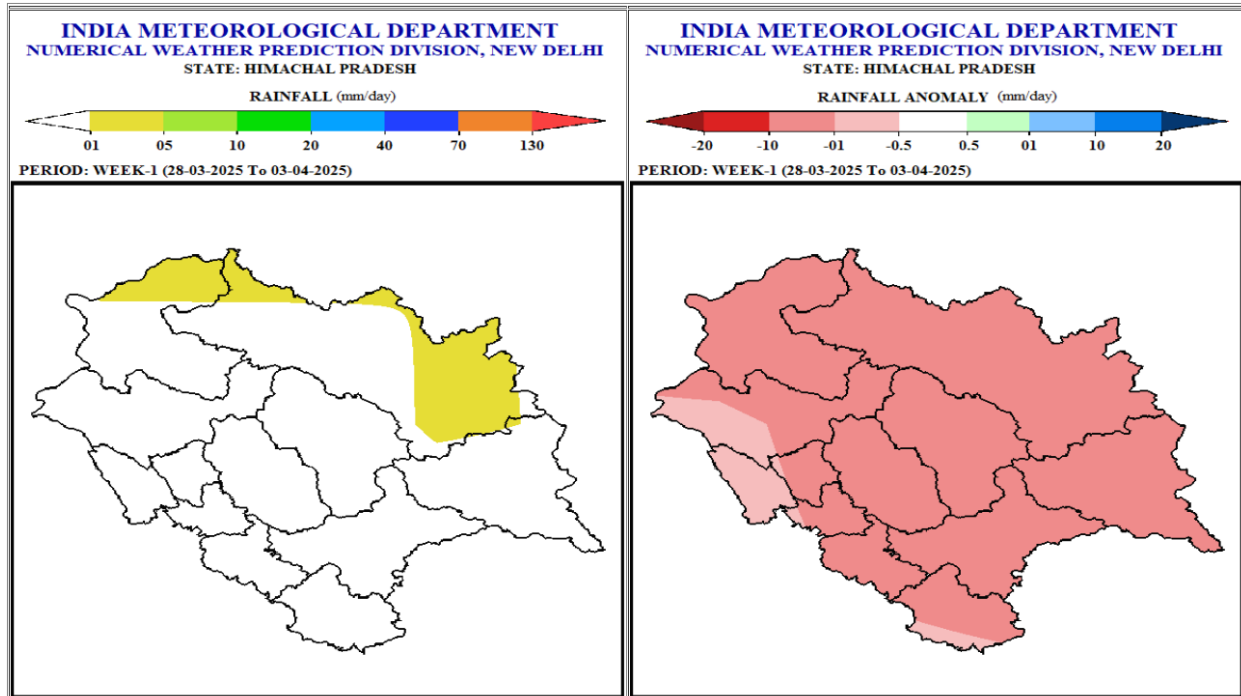 INDIA METEOROLOGICAL DEPARTMENT
NUMERICAL WEATHER PREDICTION DIVISION, NEW DELHI
STATE: HIMACHAL PRADESH
RAINFALL (mm/day)
01 05 10 20 40 70 130
PERIOD: WEEK-1 (28-03-2025 To 03-04-2025)
INDIA METEOROLOGICAL DEPARTMENT
NUMERICAL WEATHER PREDICTION DIVISION, NEW DELHI
STATE: HIMACHAL PRADESH
RAINFALL ANOMALY (mm/day)
-20 -10 -01 -0.5 0.5 01 10 20
PERIOD: WEEK-1 (28-03-2025 To 03-04-2025)